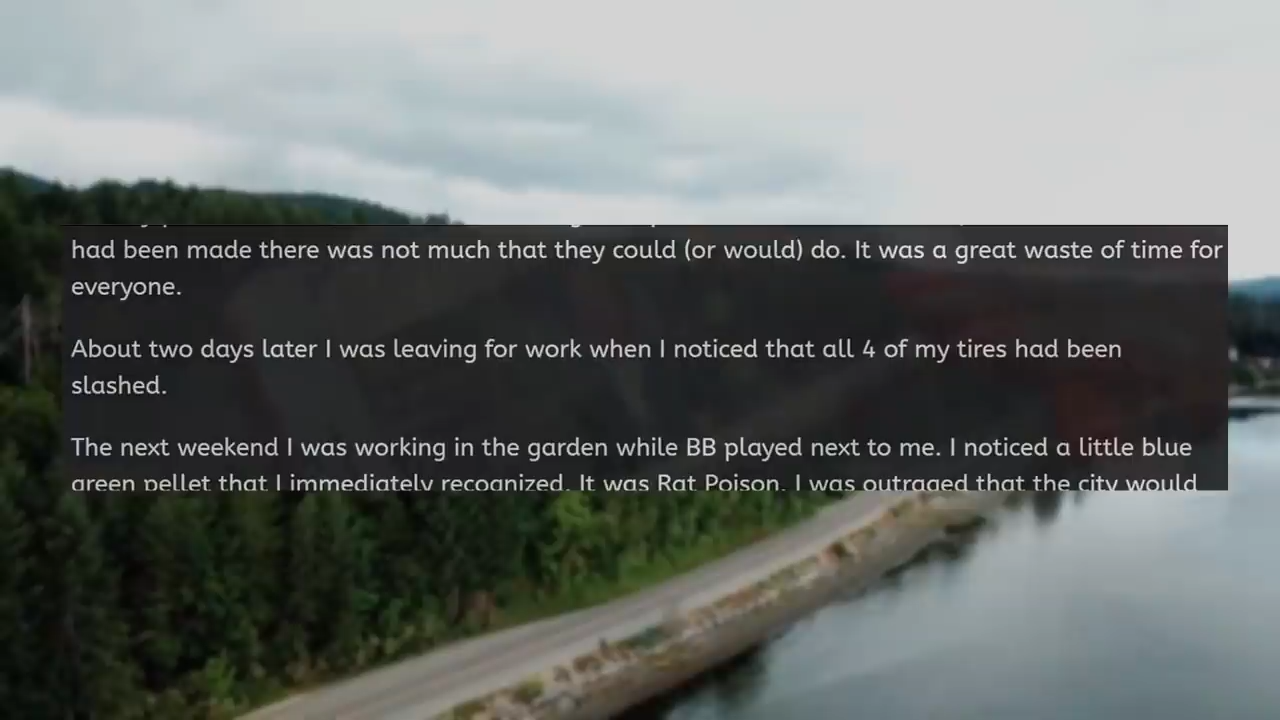 had been made there was not much that they could (or would) do. It was a great waste of time for
everyone.
About two days later I was leaving for work when I noticed that all 4 of my tires had been
slashed.
The next weekend I was working in the garden while BB played next to me. I noticed a little blue
green pellet that I immediately recognized. It was Rat Poison. I was outraged that the city would